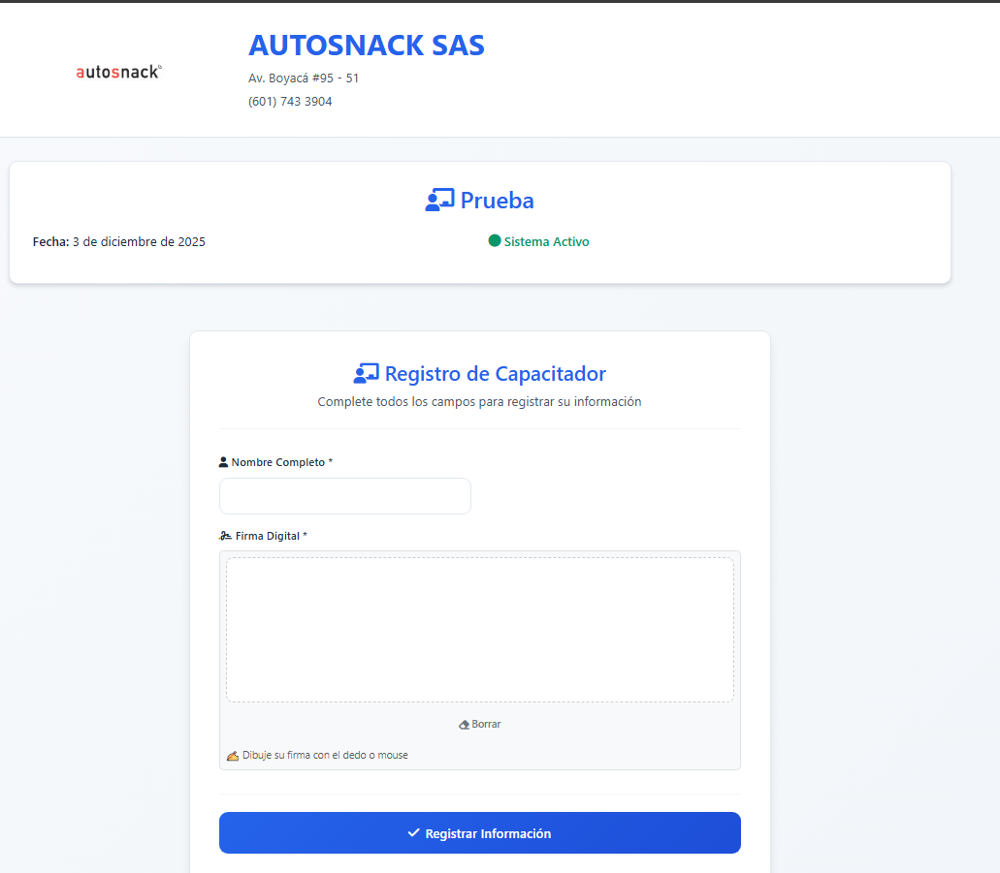 autosnack
AUTOSNACK SAS
Av. Boyacá #95 - 51
(601) 743 3904
Prueba
Fecha: 3 de diciembre de 2025
Sistema Activo
Registro de Capacitador
Complete todos los campos para registrar su información
Nombre Completo *
Firma Digital *
Borrar
Dibuje su firma con el dedo o mouse
Registrar Información